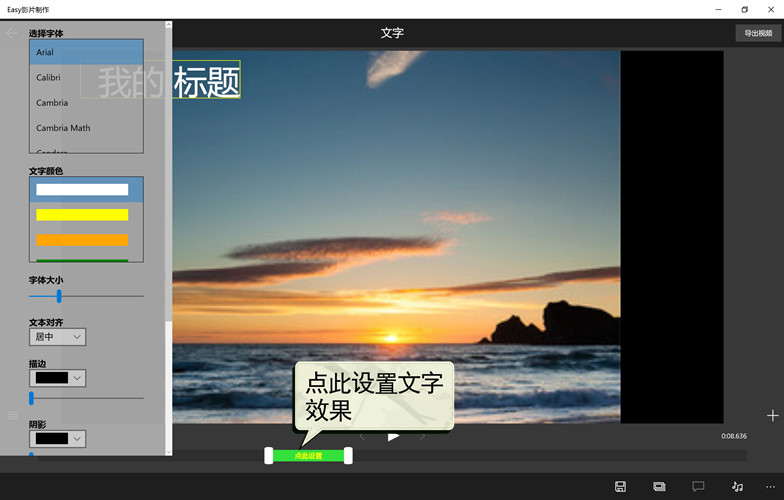 Easy影片制作
文字
导出视频
选择字体
Arial
Calibri
Cambria
Cambria Math
文字颜色
字体大小
文本对齐
居中
描边
阴影
我的 标题
点此设置文字
效果
0:08.636
点此设置